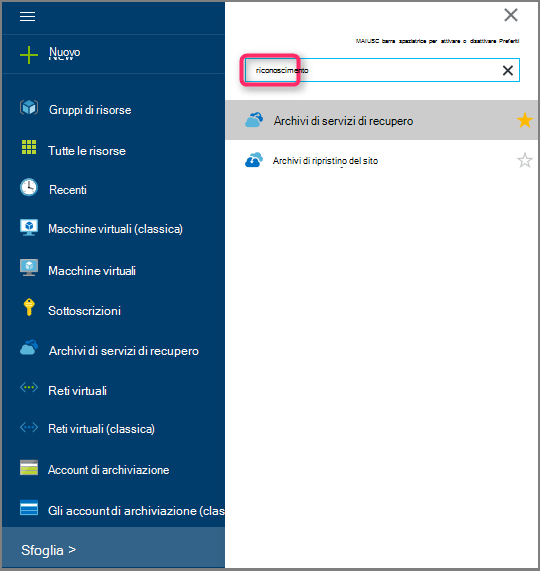 Nuovo
Gruppi di risorse
Tutte le risorse
Recenti
Macchine virtuali (classica)
Macchine virtuali
Sottoscrizioni
Archivi di servizi di recupero
Reti virtuali
Reti virtuali (classica)
Account di archiviazione
Gli account di archiviazione (clas
Sfoglia >
MAIUSC barra spaziatrice per attivare o disattivare Preferiti
riconoscimento
Archivi di servizi di recupero
Archivi di ripristino del sito